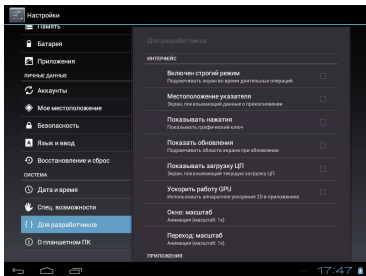 Настройки
Память
Батарея
Приложения
ЛИЧНЫЕ ДАННЫЕ
Аккаунты
Мое местоположение
Безопасность
Язык и ввод
Восстановление и сброс
СИСТЕМА
Дата и время
Спец. возможности
Для разработчиков
О планшетном ПК
Для разработчиков
ИНТЕРФЕЙС
Включен строгий режим
Подсвечивать экран во время длительных операций
Местоположение указателя
Экран, показывающий данные о прикосновении
Показывать нажатия
Показывать графический ключ
Показать обновления
Подсвечивать области экрана при обновлении
Показывать загрузку ЦП
Экран, показывающий текущую загрузку ЦП
Ускорить работу GPU
Использовать аппаратное ускорение 2D в приложениях
Окно: масштаб
Анимация (масштаб: 1x)
Переход: масштаб
Анимация (масштаб: 1x)
ПРИЛОЖЕНИЯ
17:47